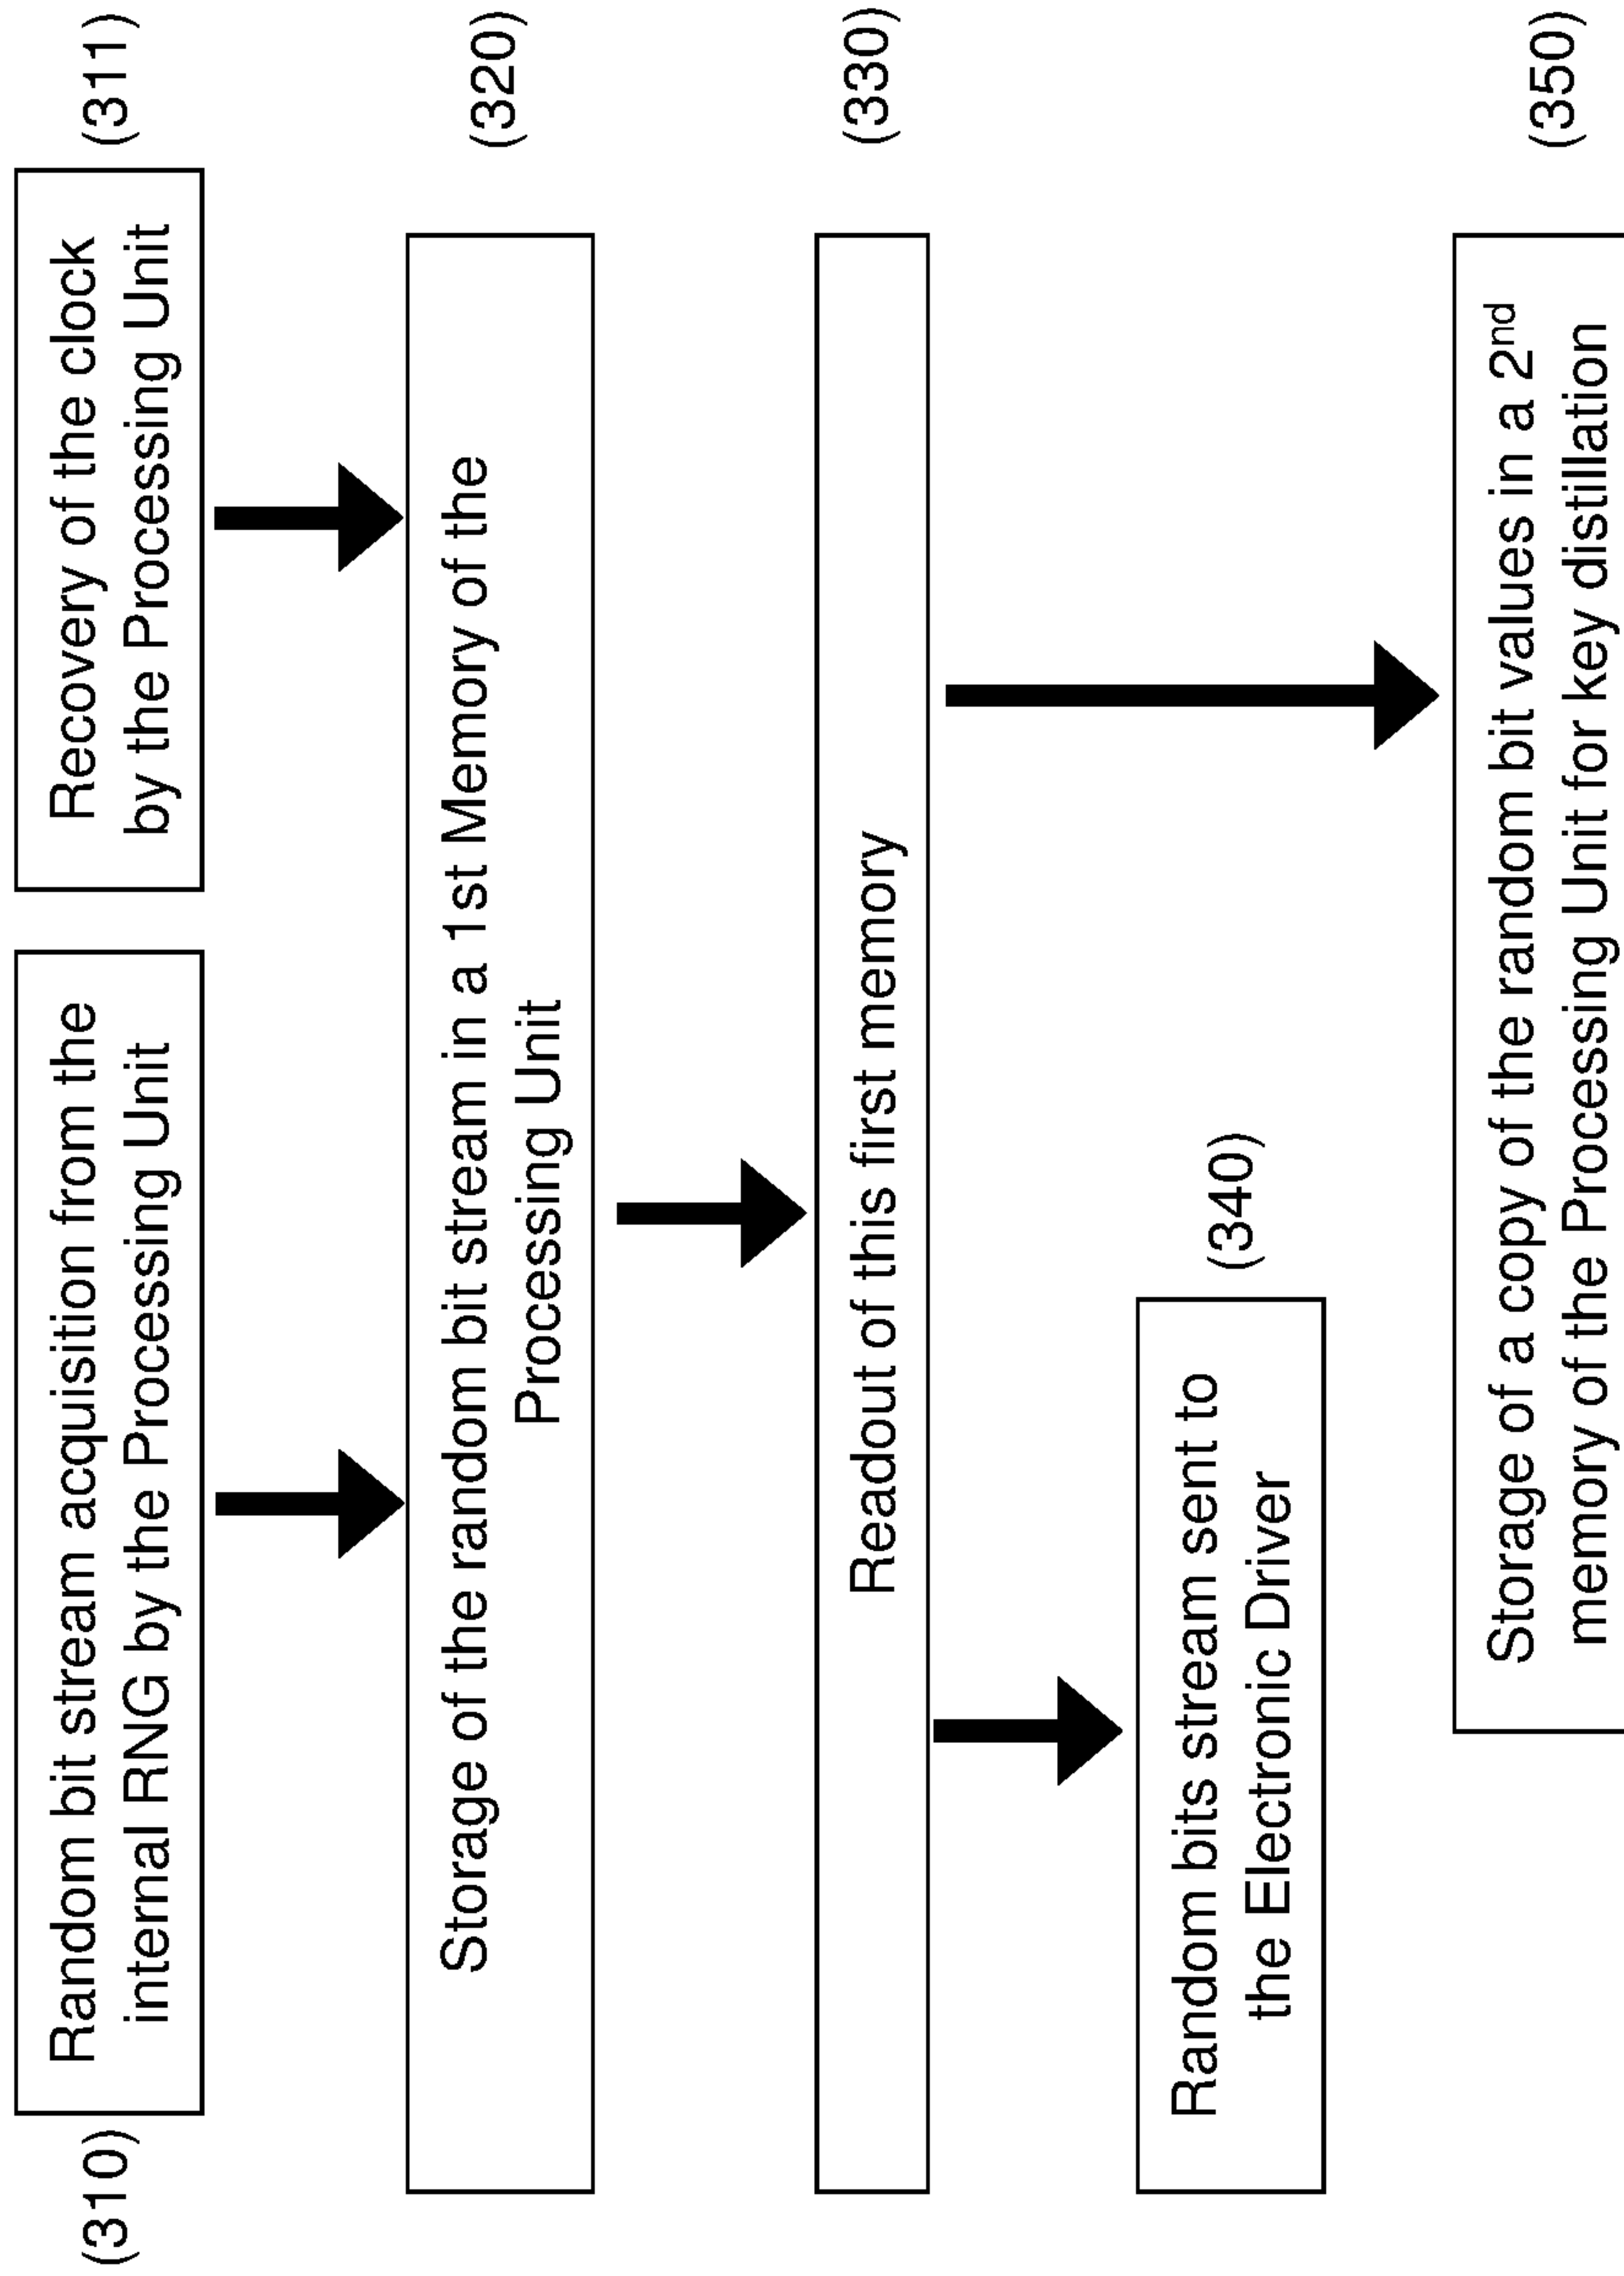 (310)
Random bit stream acquisition from the
internal RNG by the Processing Unit
Recovery of the clock
by the Processing Unit
(311)
Storage of the random bit stream in a 1st Memory of the
Processing Unit
(320)
Readout of this first memory
(330)
Random bits stream sent to
the Electronic Driver
(340)
Storage of a copy of the random bit values in a 2nd
memory of the Processing Unit for key distillation
(350)